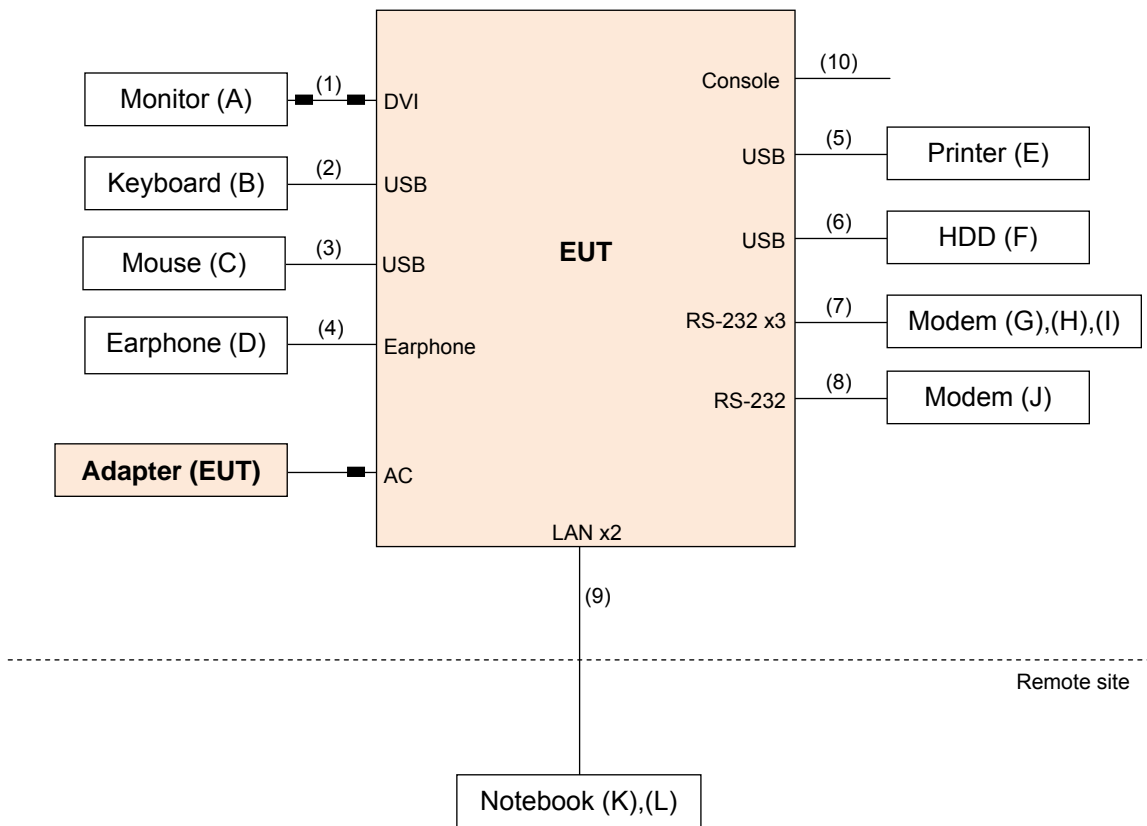 (10)
Console
(1)
Monitor (A)
DVI
(5)
USB
Printer (E)
(2)
Keyboard (B)
USB
(6)
USB
HDD (F)
EUT
(3)
Mouse (C)
USB
(7)
RS-232 x3
Modem (G),(H),(I)
(4)
Earphone (D)
Earphone
(8)
RS-232
Modem (J)
Adapter (EUT)
AC
LAN x2
(9)
Remote site
Notebook (K),(L)